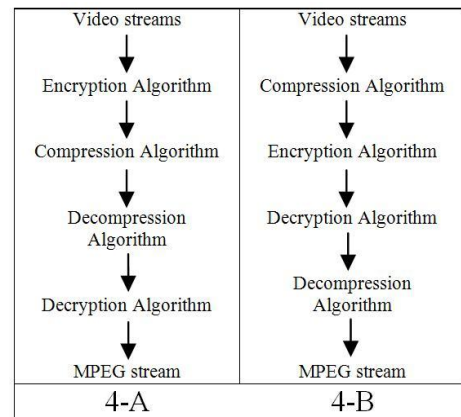 Video streams
Encryption Algorithm
Compression Algorithm
Decompression
Algorithm
Decryption Algorithm
MPEG stream
4-A
Video streams
Compression Algorithm
Encryption Algorithm
Decryption Algorithm
Decompression
Algorithm
MPEG stream
4-B